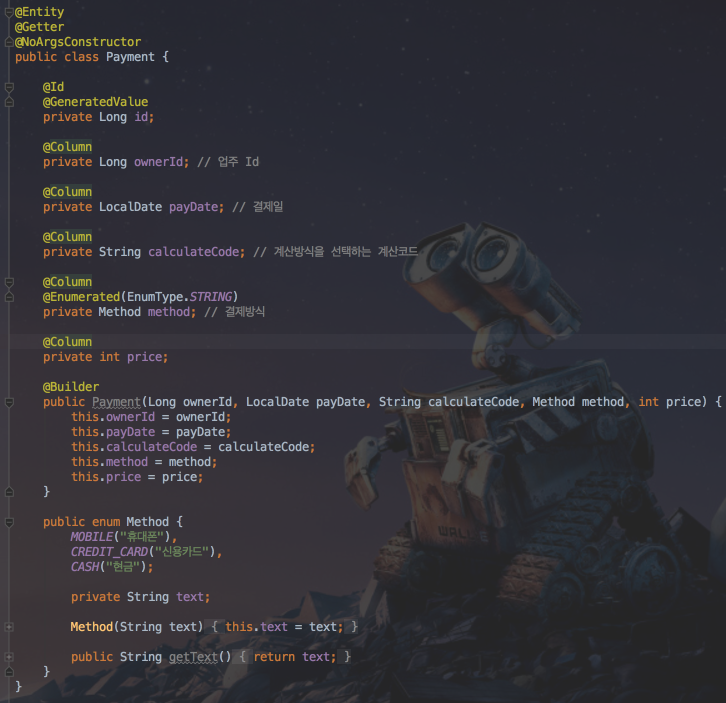 @Entity
@Getter
@NoArgsConstructor
public class Payment {
@Id
@GeneratedValue
private Long id;
@Column
private Long ownerId; // 업주 Id
@Column
private LocalDate payDate; // 결제일
@Column
private String calculateCode; // 계산방식을 선택하는 계산코드
@Column
@Enumerated(EnumType.STRING)
private Method method; // 결제방식
@Column
private int price;
@Builder
public Payment(Long ownerId, LocalDate payDate, String calculateCode, Method method, int price) {
this.ownerId = ownerId;
this.payDate = payDate;
this.calculateCode = calculateCode;
this.method = method;
this.price = price;
}
public enum Method {
MOBILE("휴대폰"),
CREDIT_CARD("신용카드"),
CASH("현금");
private String text;
Method(String text) { this.text = text; }
public String getText() { return text; }
}
}
WALL·E